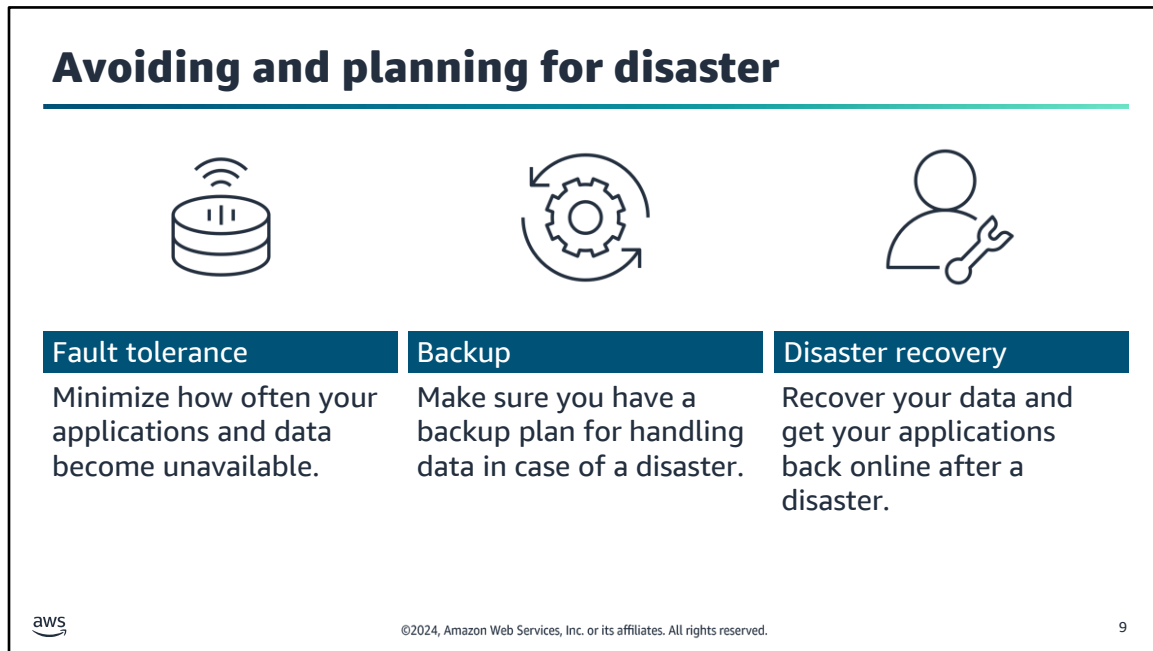 Avoiding and planning for disaster
Fault tolerance
Minimize how often your
applications and data
become unavailable.
Backup
Make sure you have a
backup plan for handling
data in case of a disaster.
Disaster recovery
Recover your data and
get your applications
back online after a
disaster.
aws
©2024, Amazon Web Services, Inc. or its affiliates. All rights reserved.
9